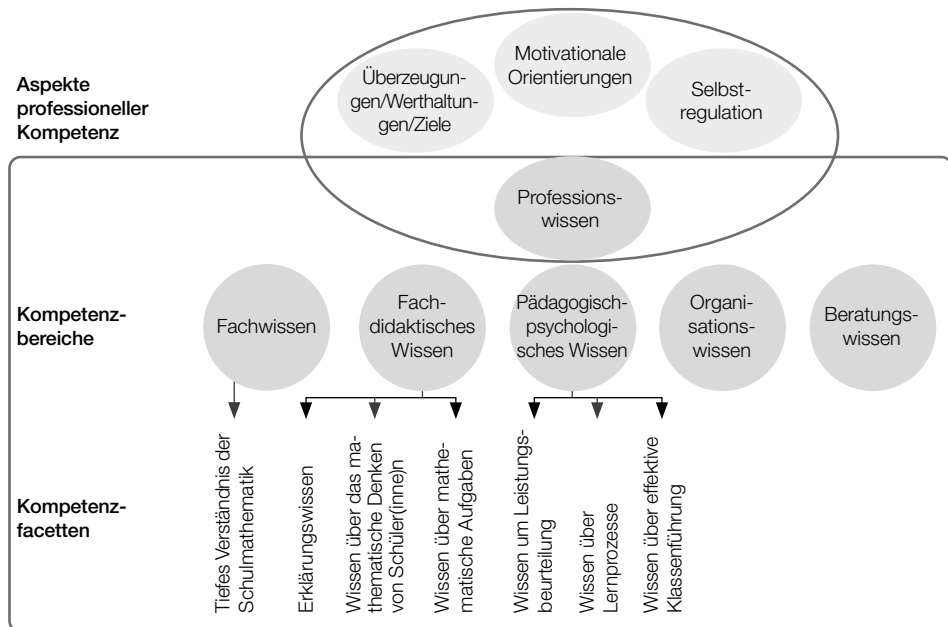 Aspekte
professioneller
Kompetenz
Überzeugun-
gen/Werthaltun-
gen/Ziele
Motivationale
Orientierungen
Selbst-
regulation
Professions-
wissen
Kompetenz-
bereiche
Fachwissen
Fach-
didaktisches
Wissen
Pädagogisch-
psychologi-
sches Wissen
Organi-
sations-
wissen
Beratungs-
wissen
Kompetenz-
facetten
Tiefes Verständnis der
Schulmathematik
Erklärungswissen
Wissen über das ma-
thematische Denken
von Schüler(inne)n
Wissen über mathe-
matische Aufgaben
Wissen um Leistungs-
beurteilung
Wissen über
Lernprozesse
Wissen über effektive
Klassenführung